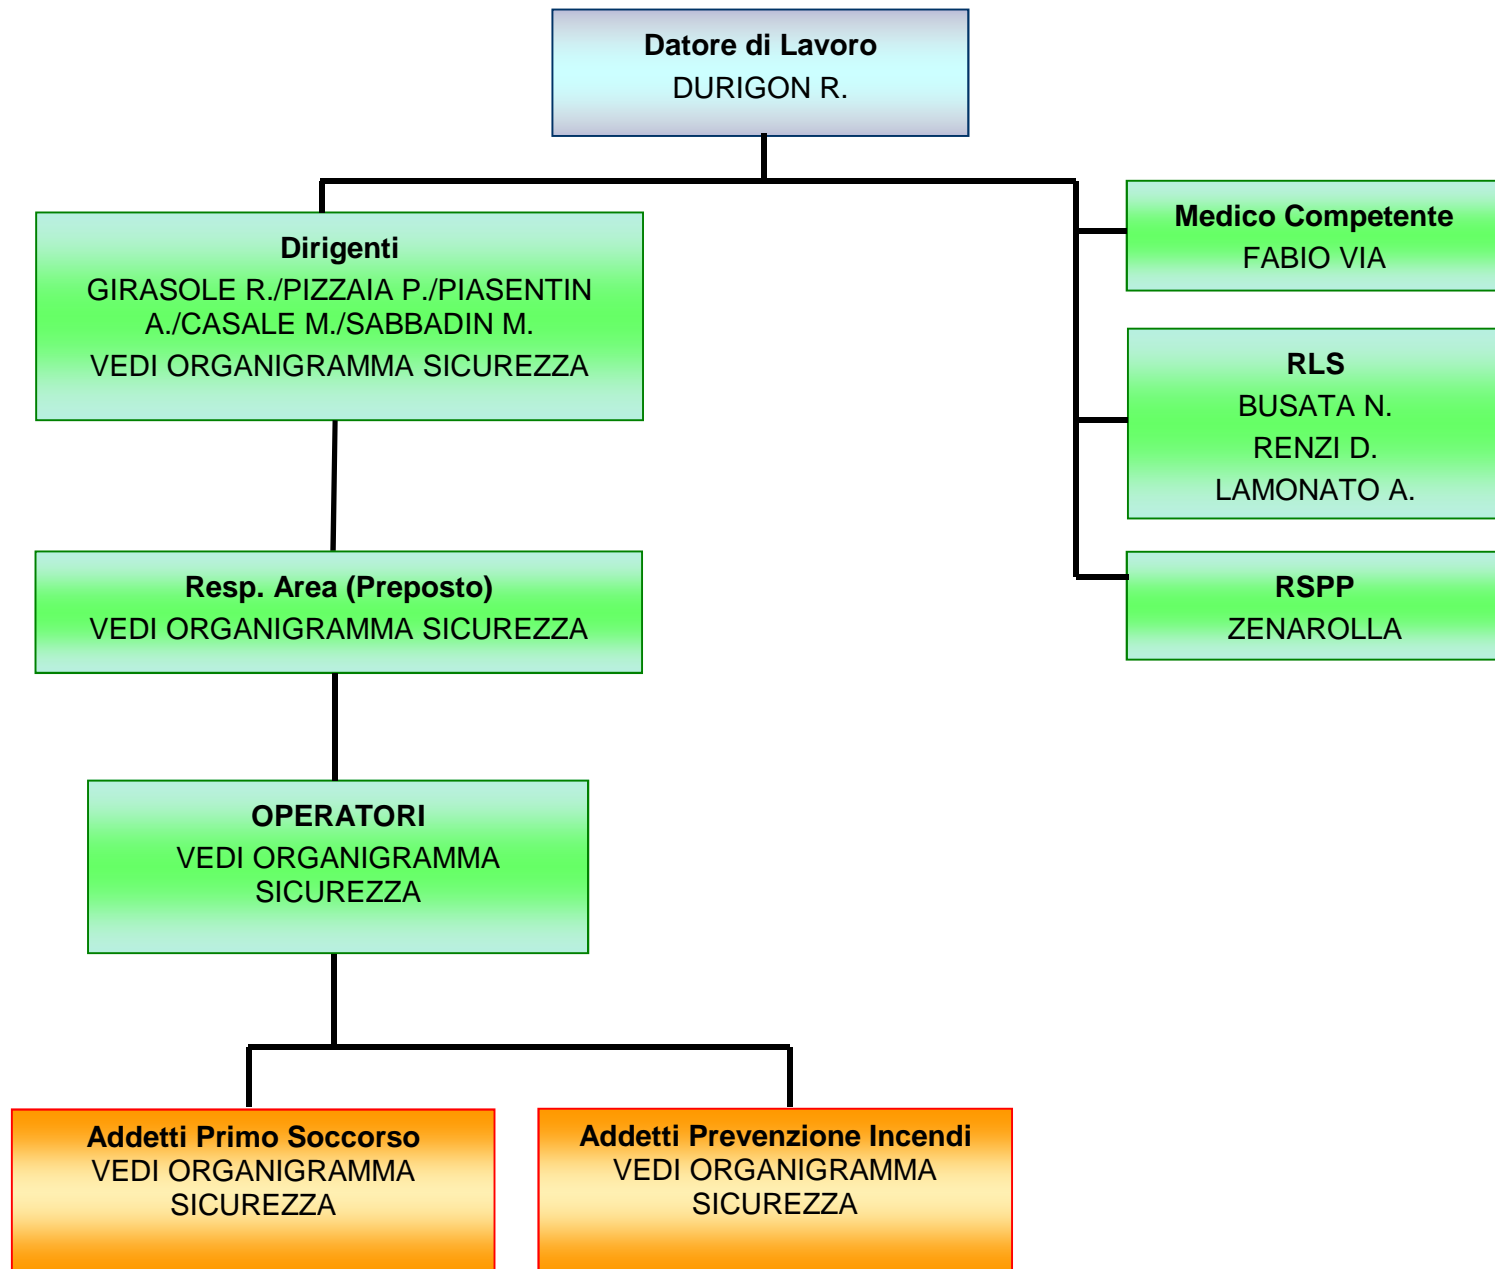 Datore di Lavoro
DURIGON R.
Dirigenti
GIRASOLE R./PIZZAIA P./PIASENTIN
A./CASALE M./SABBADIN M.
VEDI ORGANIGRAMMA SICUREZZA
Medico Competente
FABIO VIA
RLS
BUSATA N.
RENZI D.
LAMONATO A.
RSPP
ZENAROLLA
Resp. Area (Preposto)
VEDI ORGANIGRAMMA SICUREZZA
OPERATORI
VEDI ORGANIGRAMMA
SICUREZZA
Addetti Primo Soccorso
VEDI ORGANIGRAMMA
SICUREZZA
Addetti Prevenzione Incendi
VEDI ORGANIGRAMMA
SICUREZZA